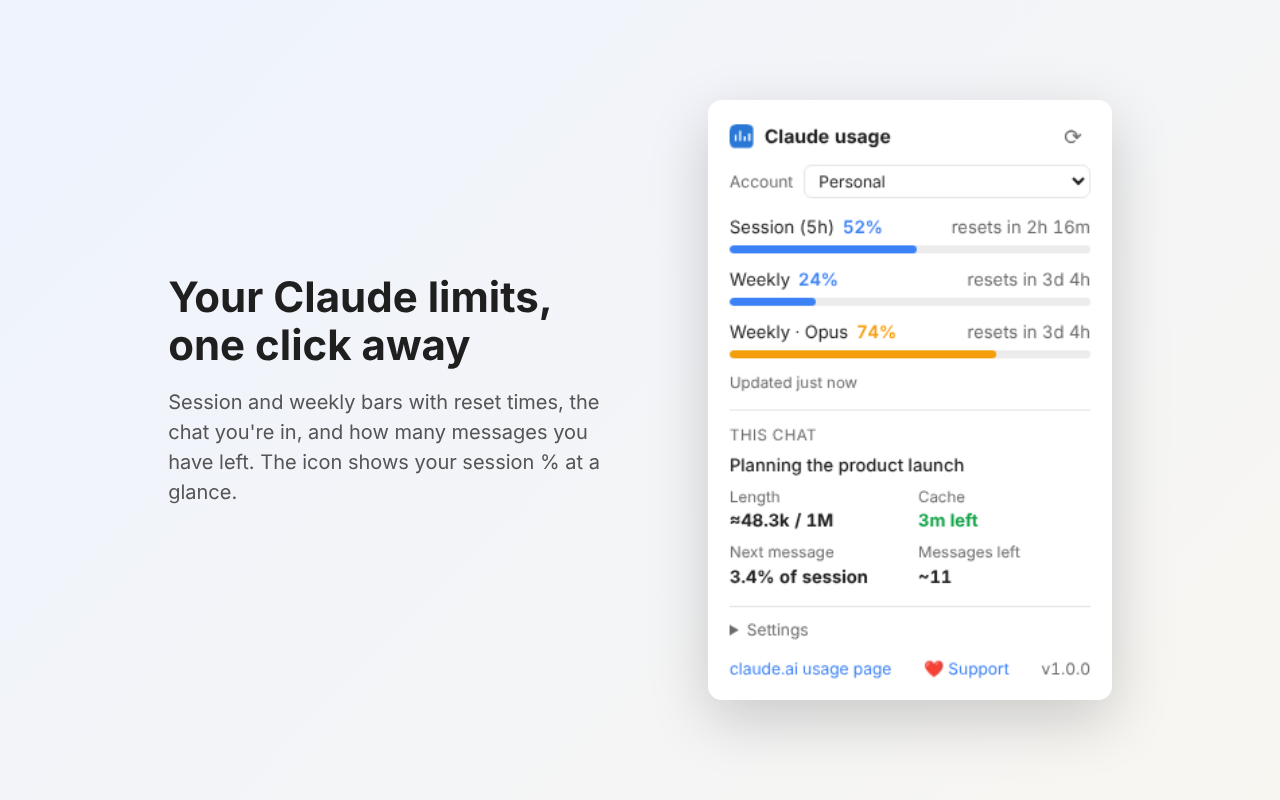 Your Claude limits,
one click away
Session and weekly bars with reset times, the
chat you're in, and how many messages you
have left. The icon shows your session % at a
glance.
Claude usage ⟳
Account Personal
Session (5h) 52% resets in 2h 16m
Weekly 24% resets in 3d 4h
Weekly · Opus 74% resets in 3d 4h
Updated just now
THIS CHAT
Planning the product launch
Length Cache
≈48.3k / 1M 3m left
Next message Messages left
3.4% of session ~11
▶ Settings
claude.ai usage page ❤️ Support v1.0.0